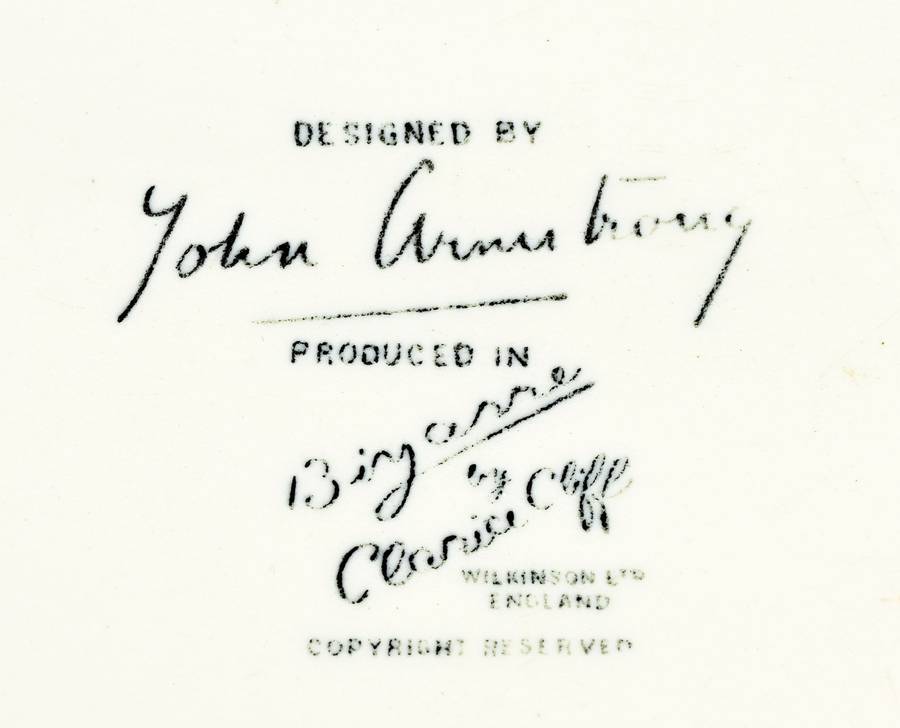 DESIGNED BY
John Armstrong
PRODUCED IN
Bizarre
by
Clarice Cliff
WILKINSON LTD
ENGLAND
COPYRIGHT RESERVED